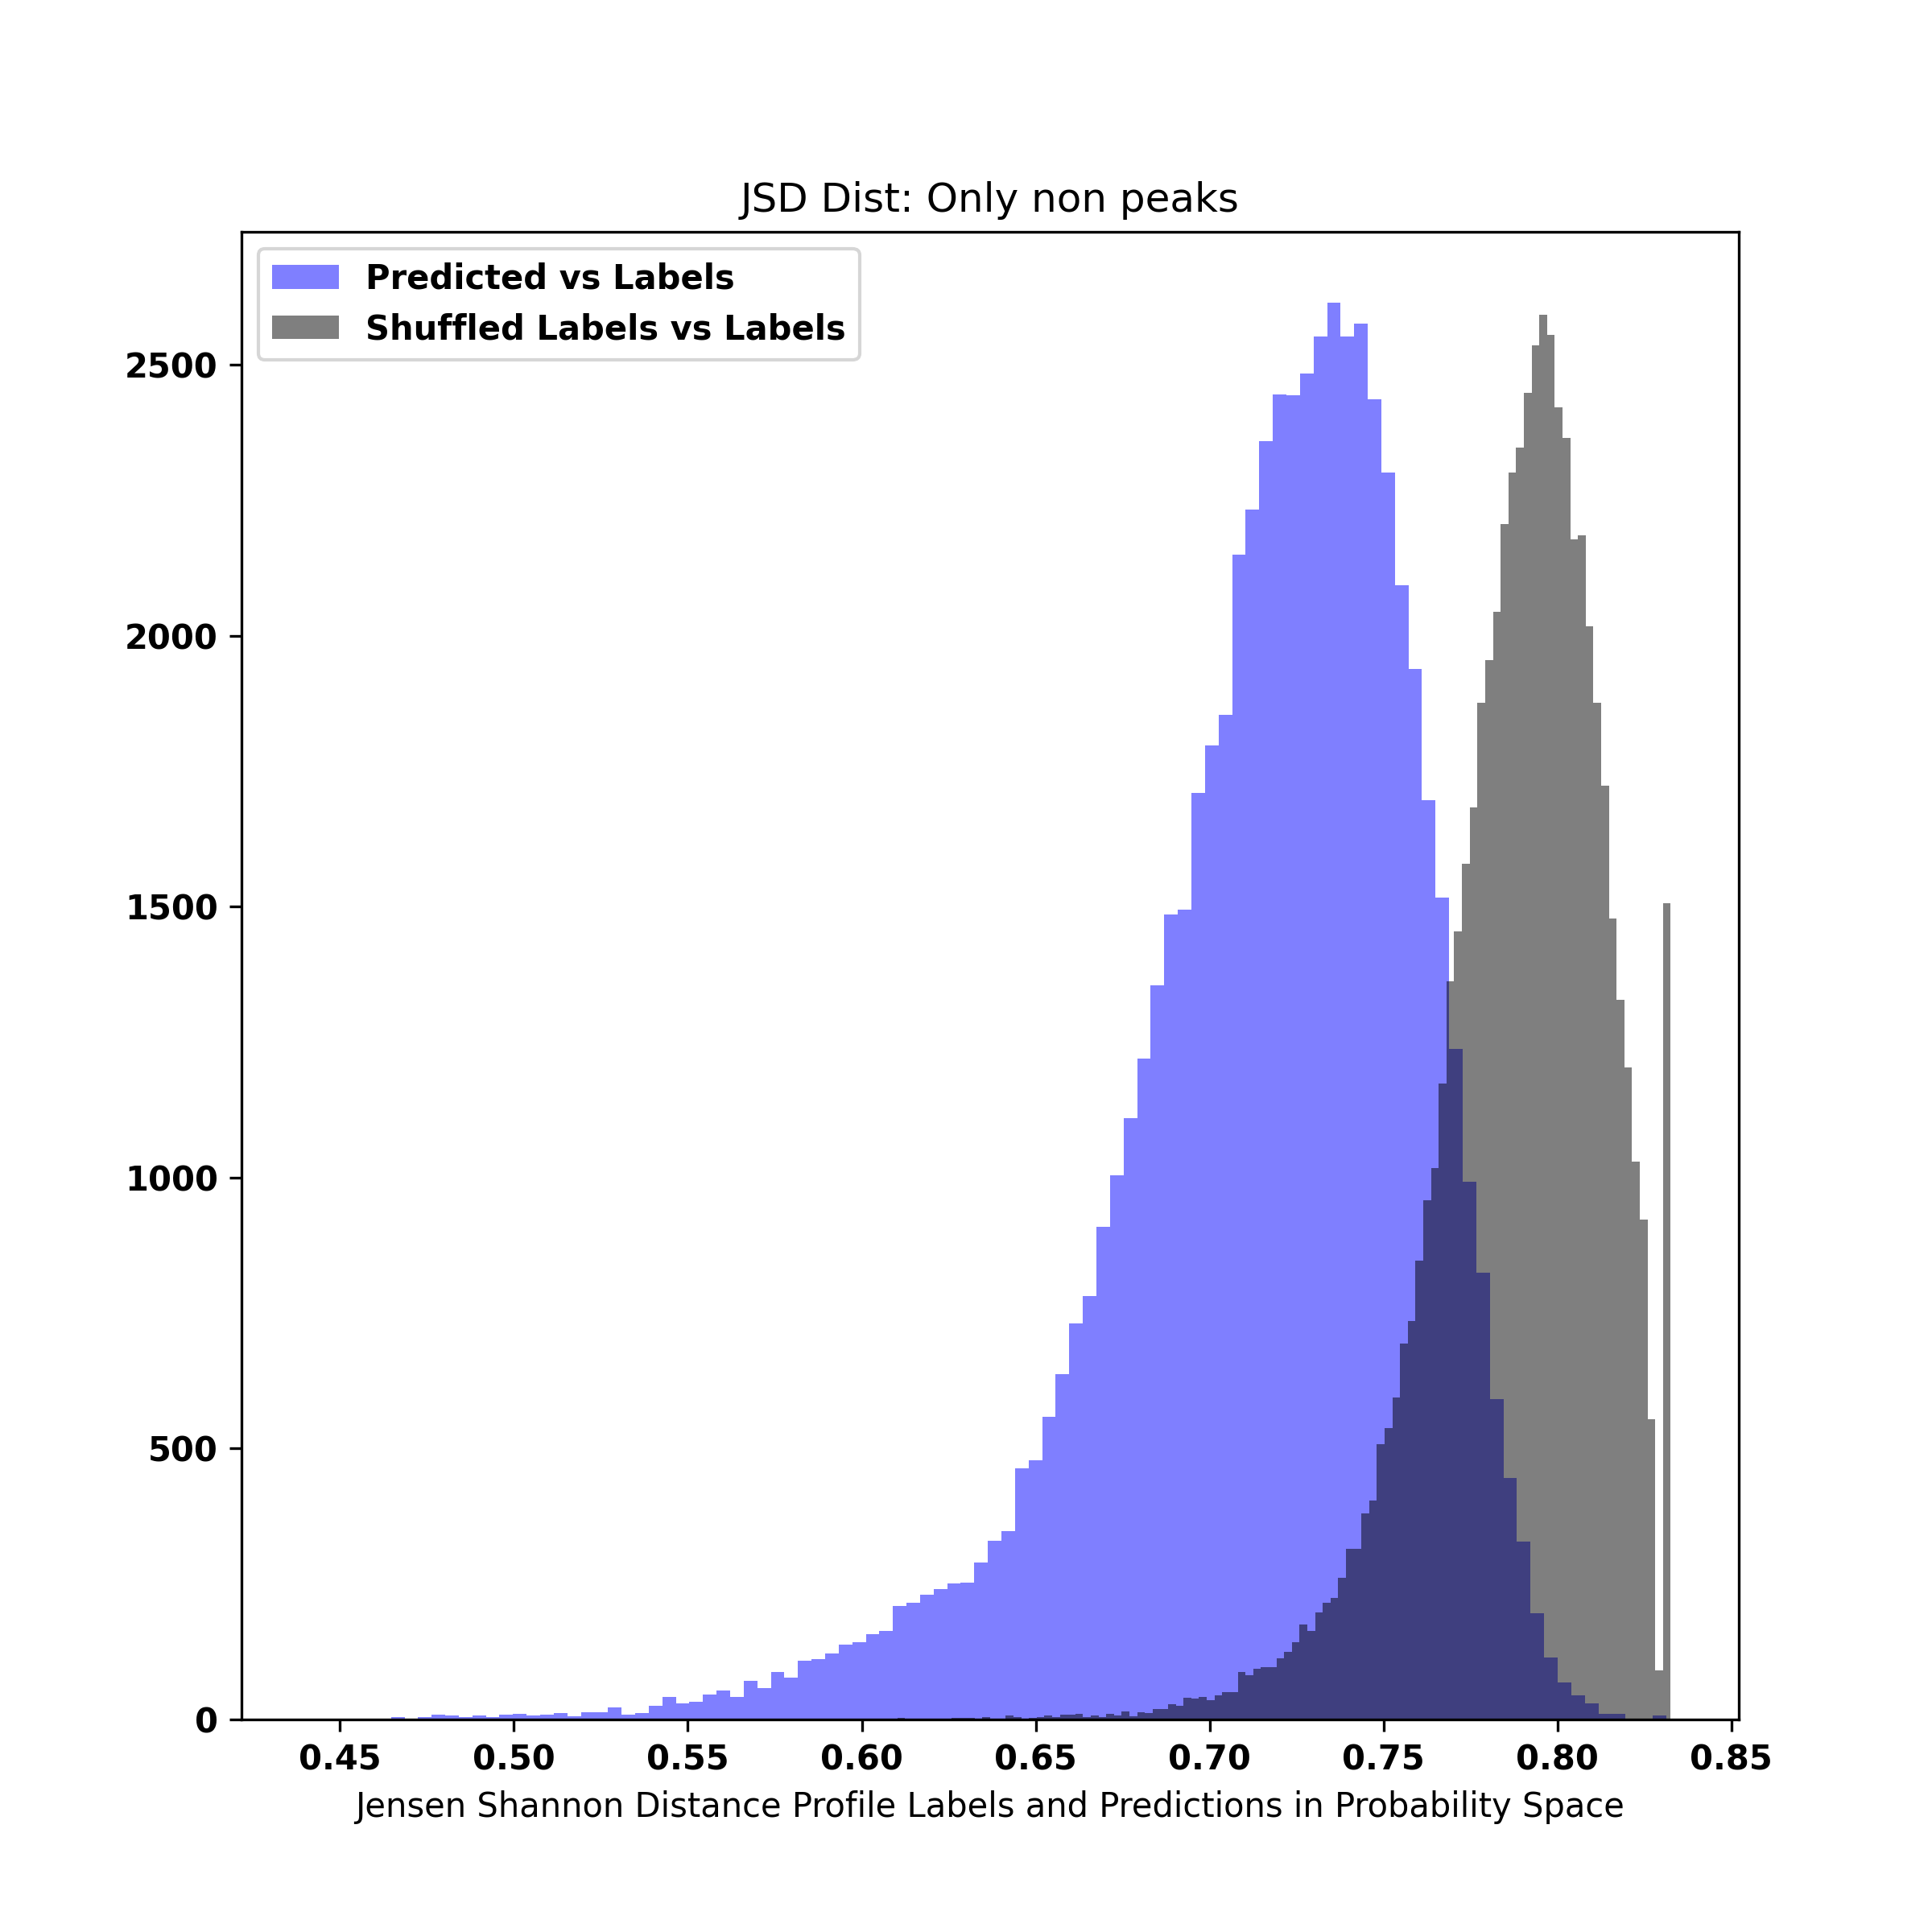 JSD Dist: Only non peaks
Predicted vs Labels
Shuffled Labels vs Labels
2500
2000
1500
1000
500
0
0.45 0.50 0.55 0.60 0.65 0.70 0.75 0.80 0.85
Jensen Shannon Distance Profile Labels and Predictions in Probability Space